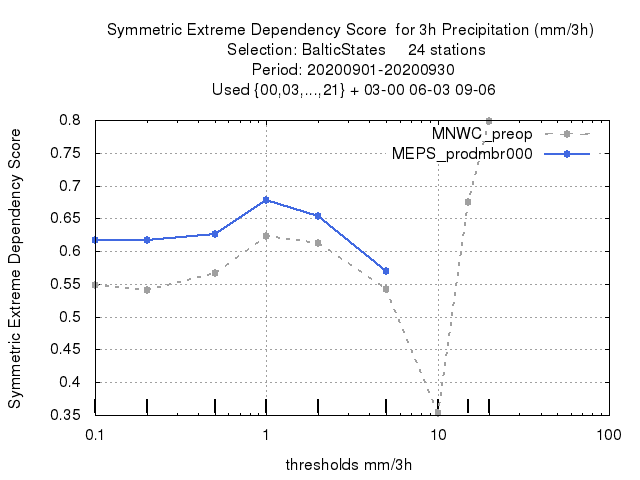 Symmetric Extreme Dependency Score for 3h Precipitation (mm/3h)
Selection: BalticStates 24 stations
Period: 20200901-20200930
Used {00,03,...,21} + 03-00 06-03 09-06
MNWC_preop
MEPS_prodmbr000
Symmetric Extreme Dependency Score
0.8
0.75
0.7
0.65
0.6
0.55
0.5
0.45
0.4
0.35
0.1 1 10 100
thresholds mm/3h